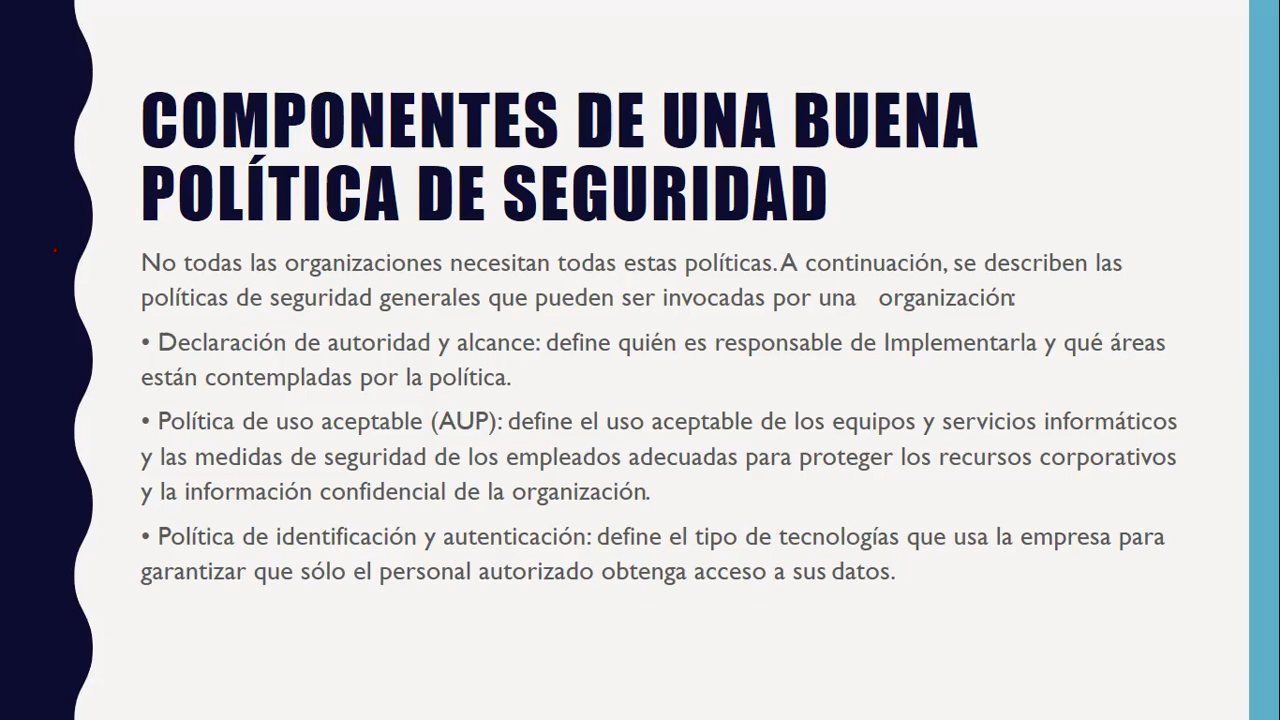 COMPONENTES DE UNA BUENA
POLÍTICA DE SEGURIDAD
No todas las organizaciones necesitan todas estas políticas. A continuación, se describen las
políticas de seguridad generales que pueden ser invocadas por una organización:
• Declaración de autoridad y alcance: define quién es responsable de Implementarla y qué áreas
están contempladas por la política.
• Política de uso aceptable (AUP): define el uso aceptable de los equipos y servicios informáticos
y las medidas de seguridad de los empleados adecuadas para proteger los recursos corporativos
y la información confidencial de la organización.
• Política de identificación y autenticación: define el tipo de tecnologías que usa la empresa para
garantizar que sólo el personal autorizado obtenga acceso a sus datos.